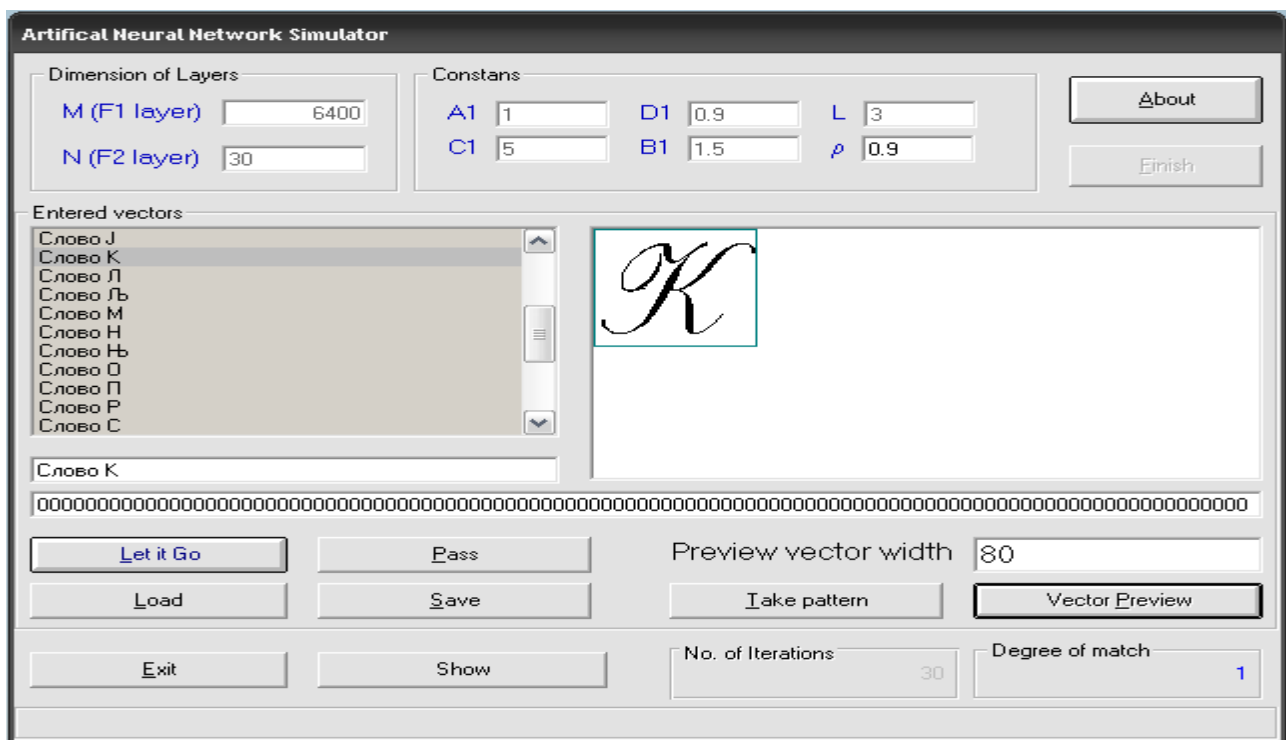 Artifical Neural Network Simulator
Dimension of Layers
M (F1 layer) 6400
N (F2 layer) 30
Constans
A1 1 D1 0.9 L 3
C1 5 B1 1.5 ρ 0.9
About
Finish
Entered vectors
Слово Ј
Слово К
Слово Л
Слово Љ
Слово М
Слово Н
Слово Њ
Слово О
Слово П
Слово Р
Слово С
K
Слово К
0000000000000000000000000000000000000000000000000000000000000000000000000000000000000000000000000000
Let it Go Pass Preview vector width 80
Load Save Take pattern Vector Preview
Exit Show
No. of Iterations
30
Degree of match
1